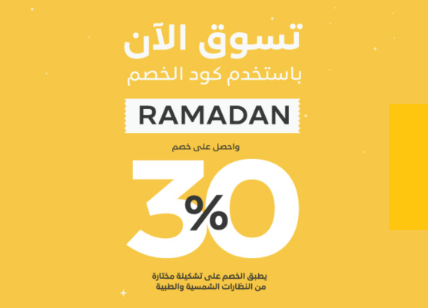 تسوق الآن
باستخدم كود الخصم
RAMADAN
واحصل على خصم
30%
يطبق الخصم على تشكيلة مختارة
من النظارات الشمسية والطبية